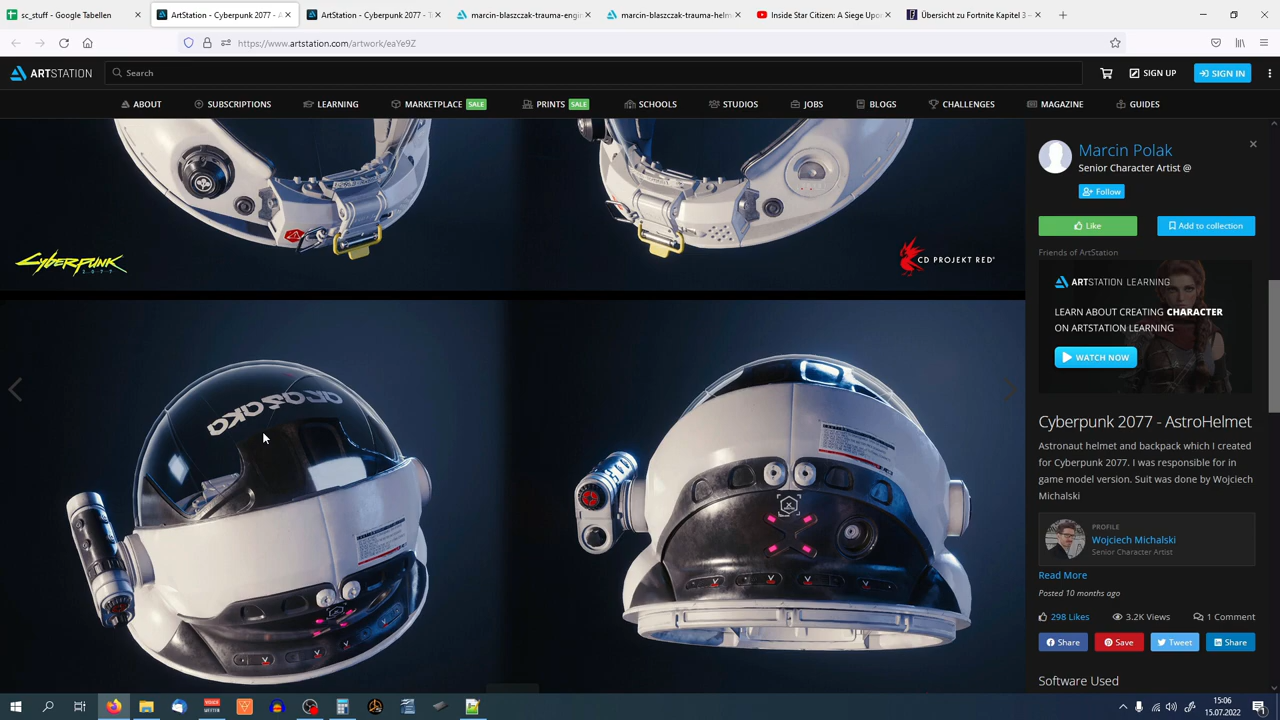 sc_stuff - Google Tabellen
ArtStation - Cyberpunk 2077 - A
ArtStation - Cyberpunk 2077 - 
marcin-blaszczak-trauma-engi
marcin-blaszczak-trauma-helm
Inside Star Citizen: A Siege Upo
Übersicht zu Fortnite Kapitel 3 –
https://www.artstation.com/artwork/eaYe9Z
ARTSTATION
Search
SIGN UP
SIGN IN
ABOUT
SUBSCRIPTIONS
LEARNING
MARKETPLACE SALE
PRINTS SALE
SCHOOLS
STUDIOS
JOBS
BLOGS
CHALLENGES
MAGAZINE
GUIDES
Cyberpunk
2077
CD PROJEKT RED
arasaka
Marcin Polak
Senior Character Artist @
Follow
Like
Add to collection
Friends of ArtStation
ARTSTATION LEARNING
LEARN ABOUT CREATING CHARACTER
ON ARTSTATION LEARNING
WATCH NOW
Cyberpunk 2077 - AstroHelmet
Astronaut helmet and backpack which I created
for Cyberpunk 2077. I was responsible for in
game model version. Suit was done by Wojciech
Michalski
PROFILE
Wojciech Michalski
Senior Character Artist
Read More
Posted 10 months ago
298 Likes
3.2K Views
1 Comment
Share
Save
Tweet
Share
Software Used
15:06
15.07.2022